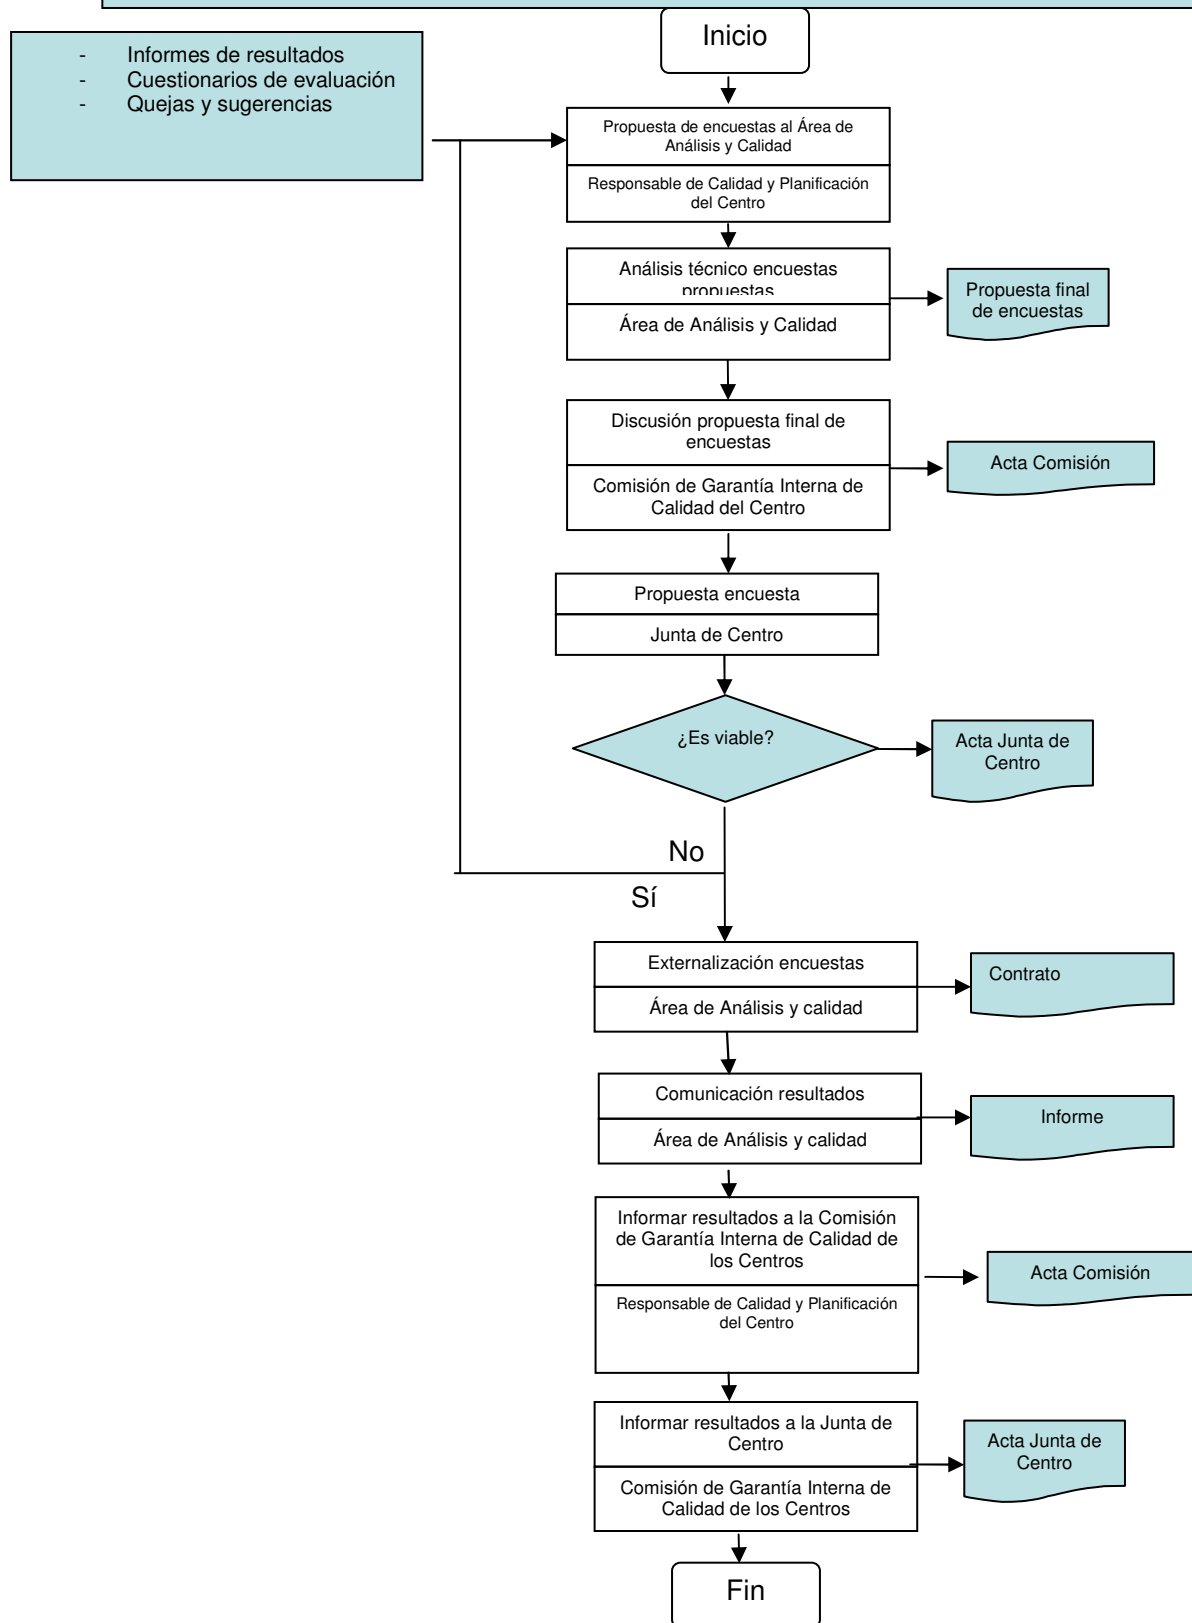 Inicio
- Informes de resultados
- Cuestionarios de evaluación
- Quejas y sugerencias
Propuesta de encuestas al Área de
Análisis y Calidad
Responsable de Calidad y Planificación
del Centro
Análisis técnico encuestas
propuestas
Área de Análisis y Calidad
Propuesta final
de encuestas
Discusión propuesta final de
encuestas
Comisión de Garantía Interna de
Calidad del Centro
Acta Comisión
Propuesta encuesta
Junta de Centro
¿Es viable?
Acta Junta de
Centro
No
Sí
Externalización encuestas
Área de Análisis y calidad
Contrato
Comunicación resultados
Área de Análisis y calidad
Informe
Informar resultados a la Comisión
de Garantía Interna de Calidad de
los Centros
Responsable de Calidad y Planificación
del Centro
Acta Comisión
Informar resultados a la Junta de
Centro
Comisión de Garantía Interna de
Calidad de los Centros
Acta Junta de
Centro
Fin